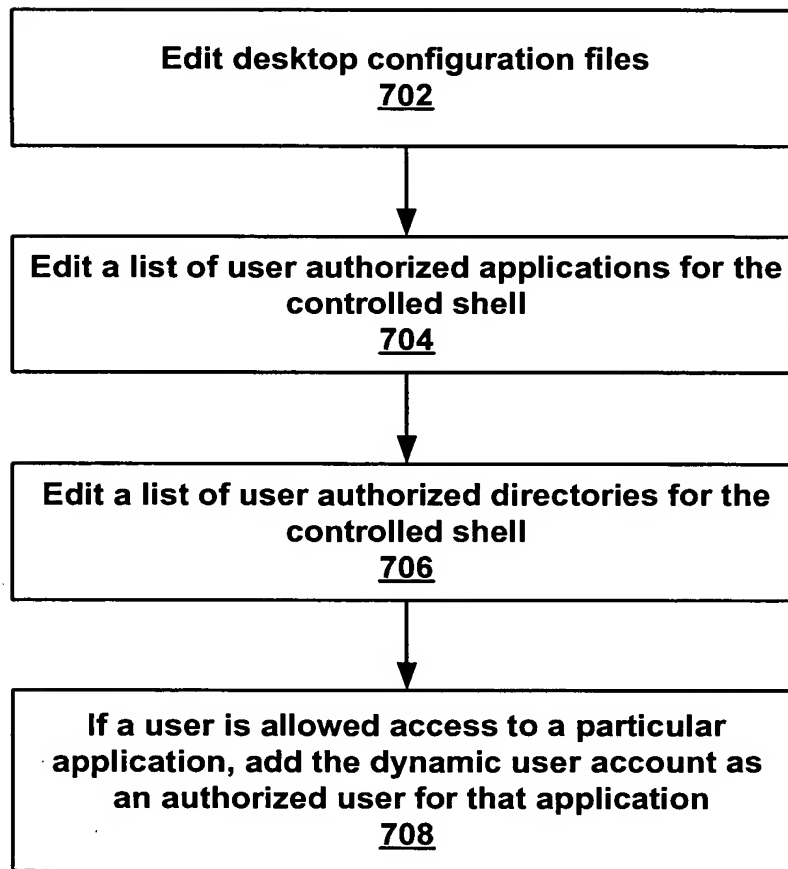 Edit desktop configuration files
702
Edit a list of user authorized applications for the
controlled shell
704
Edit a list of user authorized directories for the
controlled shell
706
If a user is allowed access to a particular
application, add the dynamic user account as
an authorized user for that application
708